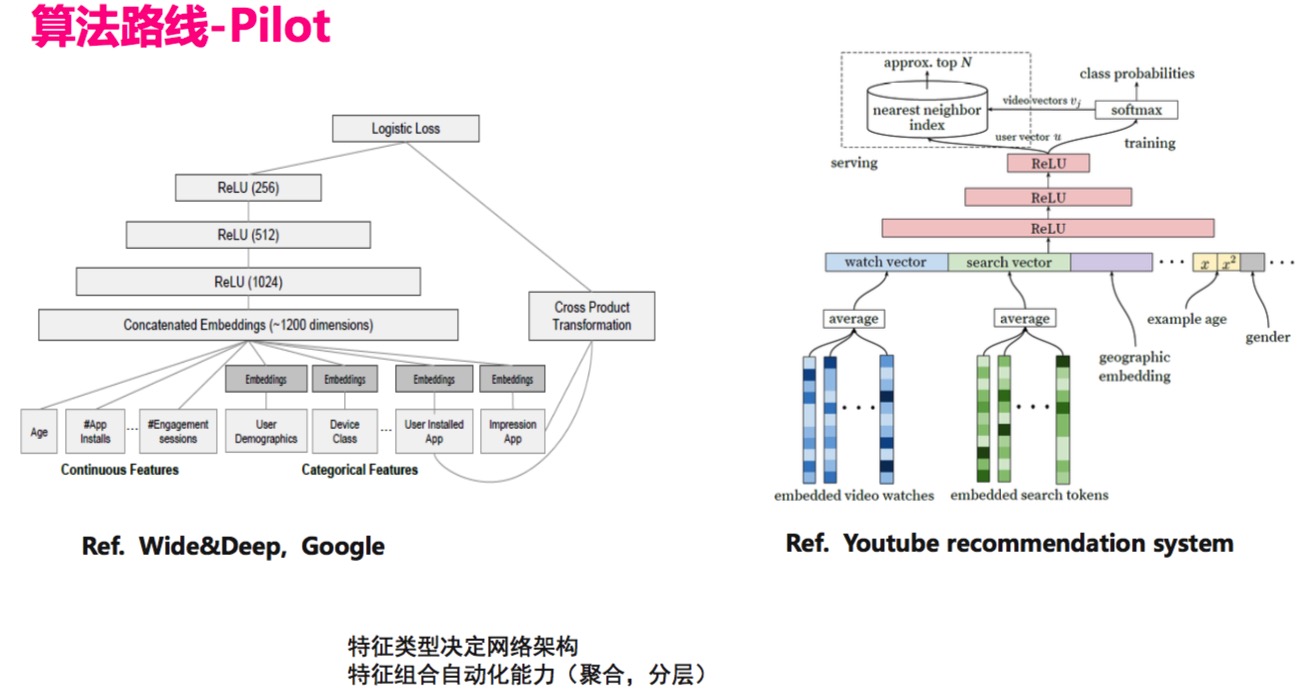 算法路线-Pilot
Logistic Loss
ReLU (256)
ReLU (512)
ReLU (1024)
Concatenated Embeddings (~1200 dimensions)
Cross Product
Transformation
Embeddings
Embeddings
Embeddings
Embeddings
Age
#App
Installs
...
#Engagement
sessions
User
Demographics
Device
Class
...
User Installed
App
Impression
App
Continuous Features
Categorical Features
Ref. Wide&Deep, Google
approx. top N
class probabilities
nearest neighbor
index
video vectors vj
softmax
user vector u
serving
training
ReLU
ReLU
ReLU
watch vector
search vector
...
x
x²
...
average
average
example age
gender
geographic
embedding
...
...
embedded video watches
embedded search tokens
Ref. Youtube recommendation system
特征类型决定网络架构
特征组合自动化能力（聚合，分层）